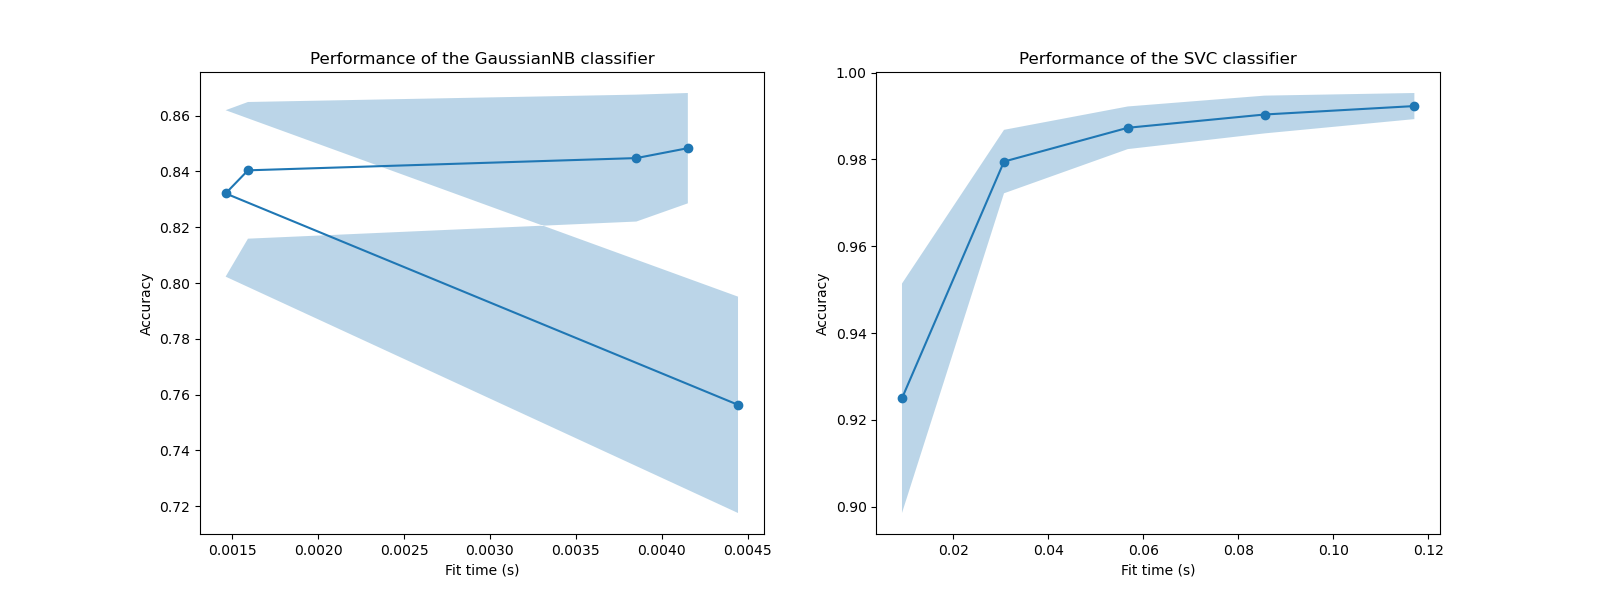 Performance of the GaussianNB classifier
0.86
0.84
0.82
0.80
0.78
0.76
0.74
0.72
Accuracy
0.0015 0.0020 0.0025 0.0030 0.0035 0.0040 0.0045
Fit time (s)
Performance of the SVC classifier
1.00
0.98
0.96
0.94
0.92
0.90
Accuracy
0.02 0.04 0.06 0.08 0.10 0.12
Fit time (s)